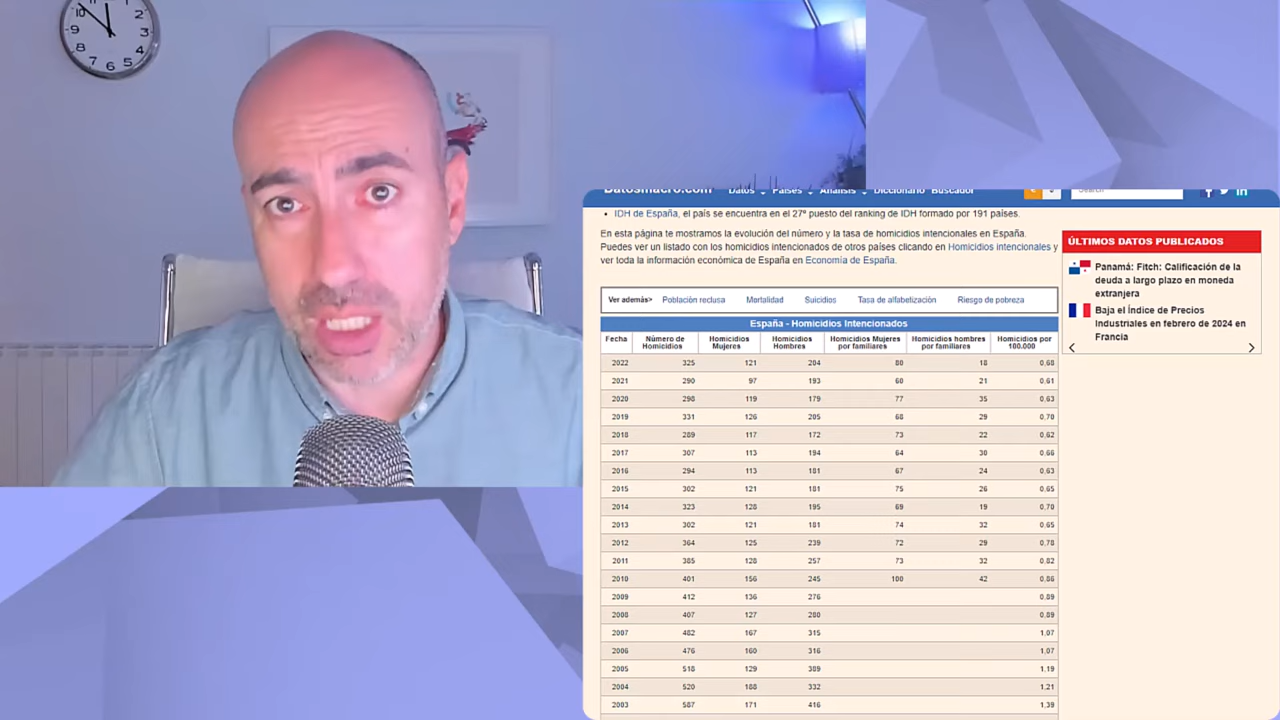 10
2
9
3
8
4
7
6
5
Datosmacro.com Datos Países Análisis Diccionario Buscador
Search
IDH de España, el país se encuentra en el 27º puesto del ranking de IDH formado por 191 países.
En esta página te mostramos la evolución del número y la tasa de homicidios intencionales en España.
Puedes ver un listado con los homicidios intencionados de otros países clicando en Homicidios intencionales y
ver toda la información económica de España en Economía de España.
Ver además> Población reclusa Mortalidad Suicidios Tasa de alfabetización Riesgo de pobreza
España - Homicidios Intencionados
Fecha Número de Homicidios Homicidios Mujeres Homicidios Hombres Homicidios Mujeres por familiares Homicidios hombres por familiares Homicidios por 100.000
2022 325 121 204 80 18 0,68
2021 290 97 193 60 21 0,61
2020 298 119 179 77 35 0,63
2019 331 126 205 68 29 0,70
2018 289 117 172 73 22 0,62
2017 307 113 194 64 30 0,66
2016 294 113 181 67 24 0,63
2015 302 121 181 75 26 0,65
2014 323 128 195 69 19 0,70
2013 302 121 181 74 32 0,65
2012 364 125 239 72 29 0,78
2011 385 128 257 73 32 0,82
2010 401 156 245 100 42 0,86
2009 412 136 276 0,89
2008 407 127 280 0,89
2007 482 167 315 1,07
2006 476 160 316 1,07
2005 518 129 389 1,19
2004 520 188 332 1,21
2003 587 171 416 1,39
ÚLTIMOS DATOS PUBLICADOS
Panamá: Fitch: Calificación de la
deuda a largo plazo en moneda
extranjera
Baja el Índice de Precios
Industriales en febrero de 2024 en
Francia